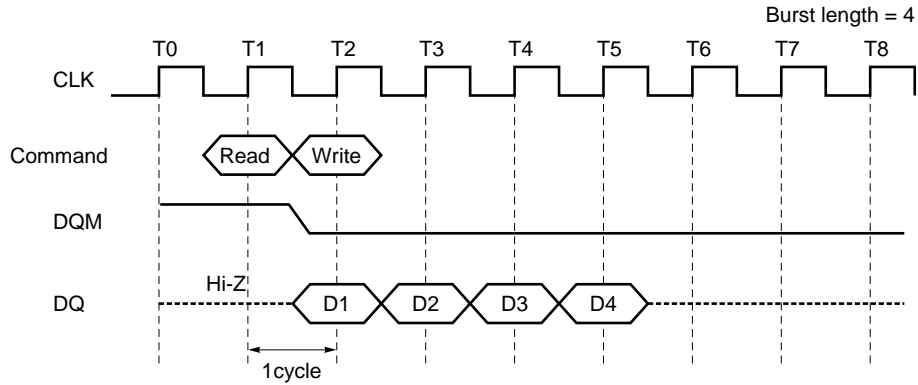 Burst length = 4
T0 T1 T2 T3 T4 T5 T6 T7 T8
CLK
Command Read Write
DQM
Hi-Z
DQ D1 D2 D3 D4
1cycle